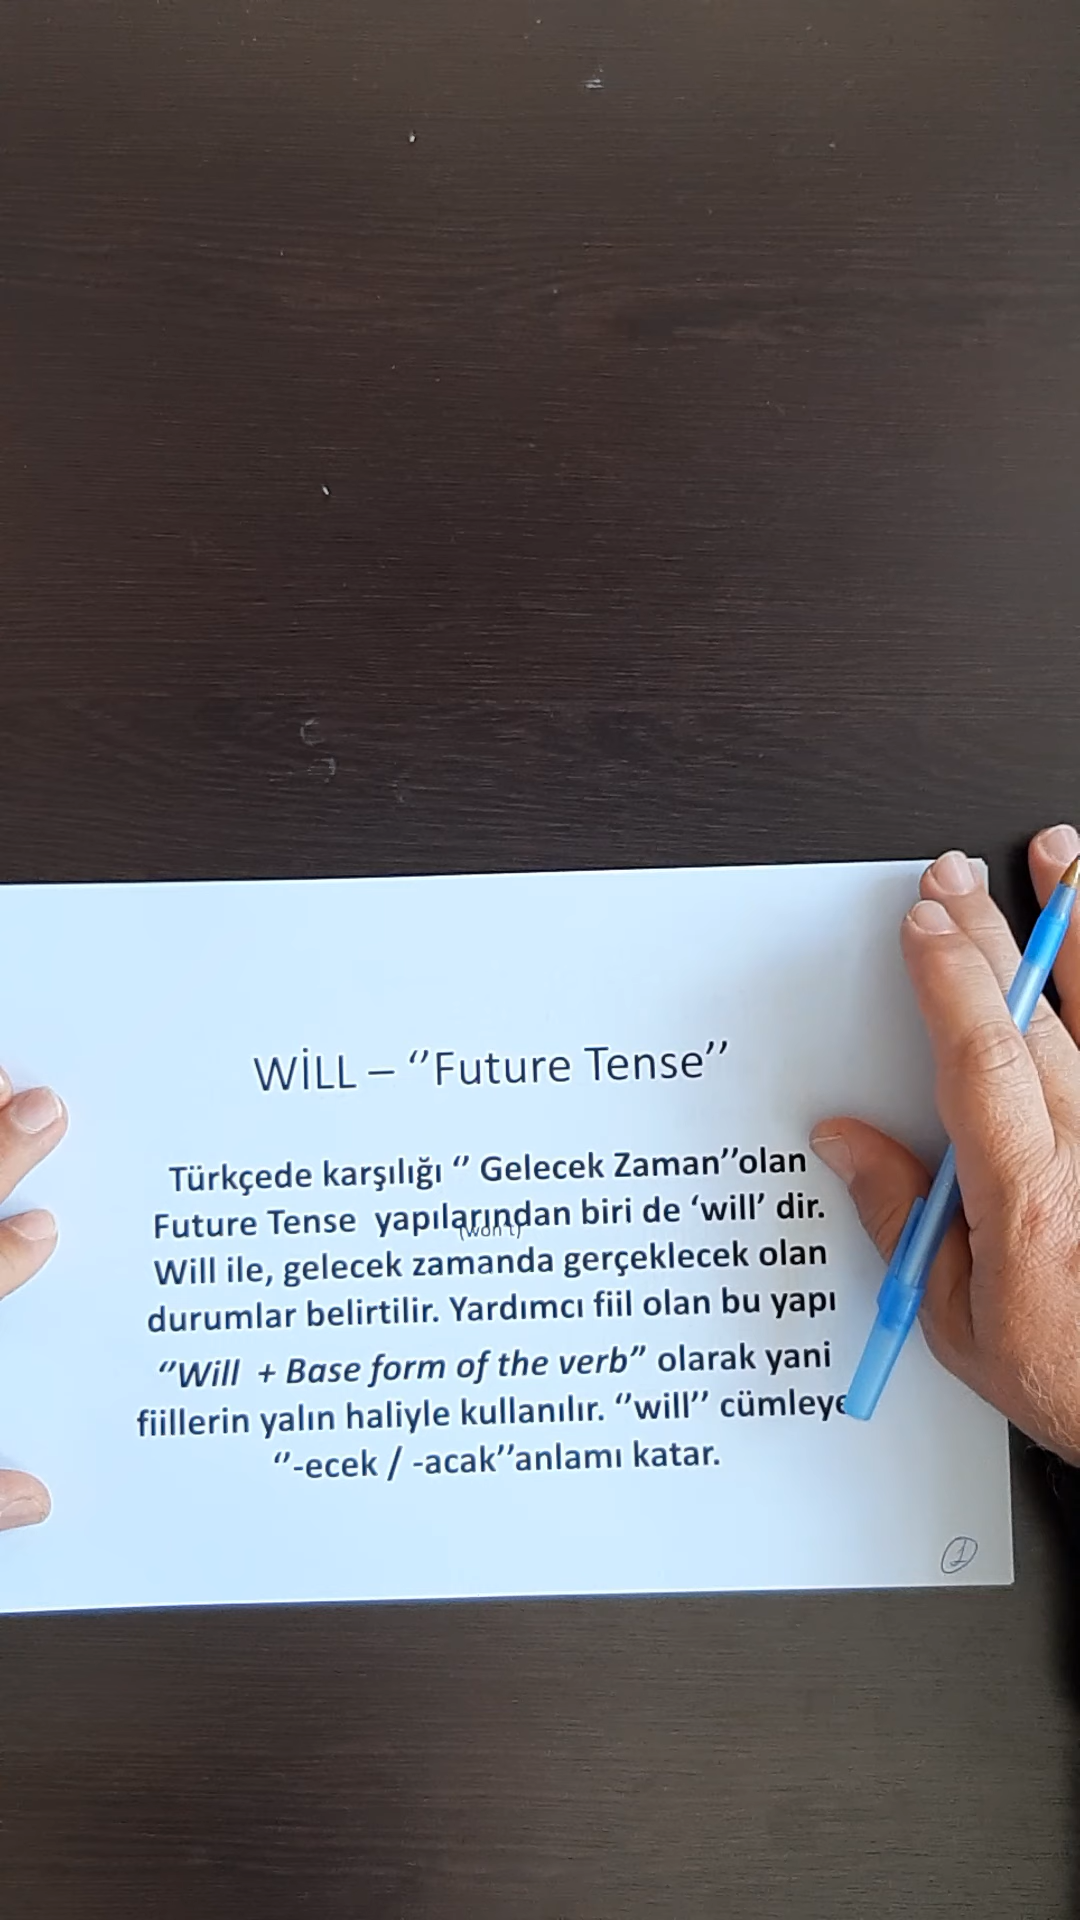 WİLL – ‘’Future Tense’’
Türkçede karşılığı ‘’ Gelecek Zaman’’olan
Future Tense yapılarından biri de ‘will’ dir.
(won't)
Will ile, gelecek zamanda gerçeklecek olan
durumlar belirtilir. Yardımcı fiil olan bu yapı
‘’Will + Base form of the verb” olarak yani
fiillerin yalın haliyle kullanılır. ‘’will’’ cümleye
‘’-ecek / -acak’’anlamı katar.
1